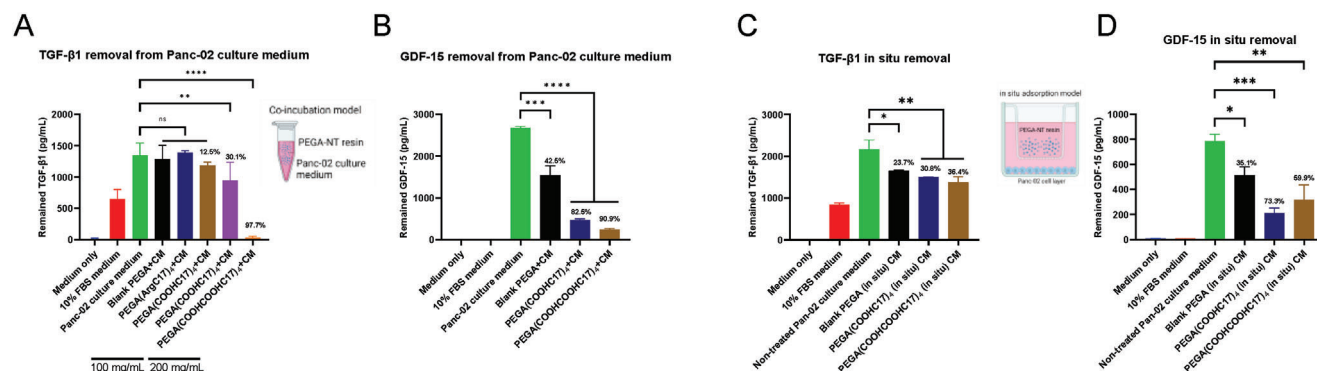 A
TGF-β1 removal from Panc-02 culture medium
Remained TGF-β1 (pg/mL)
2000
1500
1000
500
0
****
**
ns
12.5%
30.1%
97.7%
Medium only
10% FBS medium
Panc-02 culture medium
Blank PEGA+CM
PEGA(ArgC17)₄+CM
PEGA(COOHC17)₄+CM
PEGA(COOHC17)₄+CM
PEGA(COOHCOOHC17)₄+CM
100 mg/mL
200 mg/mL
Co-incubation model
PEGA-NT resin
Panc-02 culture
medium
B
GDF-15 removal from Panc-02 culture medium
Remained GDF-15 (pg/mL)
3000
2000
1000
0
****
***
42.5%
82.5%
90.9%
Medium only
10% FBS medium
Panc-02 culture medium
Blank PEGA+CM
PEGA(COOHC17)₄+CM
PEGA(COOHCOOHC17)₄+CM
C
TGF-β1 in situ removal
Remained TGF-β1 (pg/mL)
3000
2000
1000
0
**
*
23.7%
30.8%
36.4%
Medium only
10% FBS medium
Non-treated Pan-02 culture medium
Blank PEGA (in situ) CM
PEGA(COOHC17)₄ (in situ) CM
PEGA(COOHCOOHC17)₄ (in situ) CM
in situ adsorption model
PEGA-NT resin
Panc-02 cell layer
D
GDF-15 in situ removal
Remained GDF-15 (pg/mL)
1000
800
600
400
200
0
**
***
*
35.1%
73.3%
59.9%
Medium only
10% FBS medium
Non-treated Pan-02 culture medium
Blank PEGA (in situ) CM
PEGA(COOHC17)₄ (in situ) CM
PEGA(COOHCOOHC17)₄ (in situ) CM